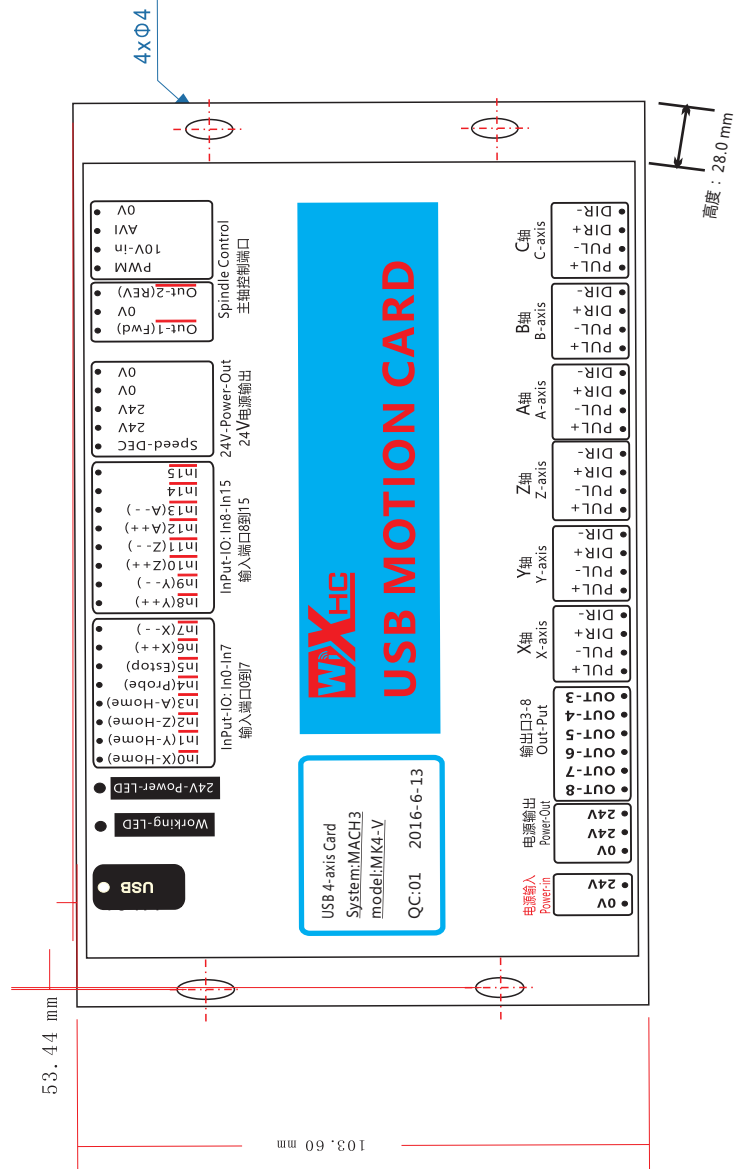 4xΦ4
高度：28.0 mm
0V
AVI
10V-in
PWM
Out-2(REV)
0V
Out-1(Fwd)
Spindle Control
主轴控制端口
0V
0V
24V
24V
Speed-DEC
24V-Power-Out
24V电源输出
In15
In14
In13(A--)
In12(A++)
In11(Z--)
In10(Z++)
In9(Y--)
In8(Y++)
InPut-IO: In8-In15
输入端口8到15
In7(X--)
In6(X++)
In5(Estop)
In4(Probe)
In3(A-Home)
In2(Z-Home)
In1(Y-Home)
In0(X-Home)
InPut-IO: In0-In7
输入端口0到7
24V-Power-LED
Working-LED
USB
WiXHC
USB MOTION CARD
USB 4-axis Card
System:MACH3
model:MK4-V
QC:01 2016-6-13
C轴
C-axis
DIR-
DIR+
PUL-
PUL+
B轴
B-axis
DIR-
DIR+
PUL-
PUL+
A轴
A-axis
DIR-
DIR+
PUL-
PUL+
Z轴
Z-axis
DIR-
DIR+
PUL-
PUL+
Y轴
Y-axis
DIR-
DIR+
PUL-
PUL+
X轴
X-axis
DIR-
DIR+
PUL-
PUL+
输出口3-8
Out-Put
OUT-3
OUT-4
OUT-5
OUT-6
OUT-7
OUT-8
电源输出
Power-Out
24V
24V
0V
电源输入
Power-in
24V
0V
53.44 mm
103.60 mm